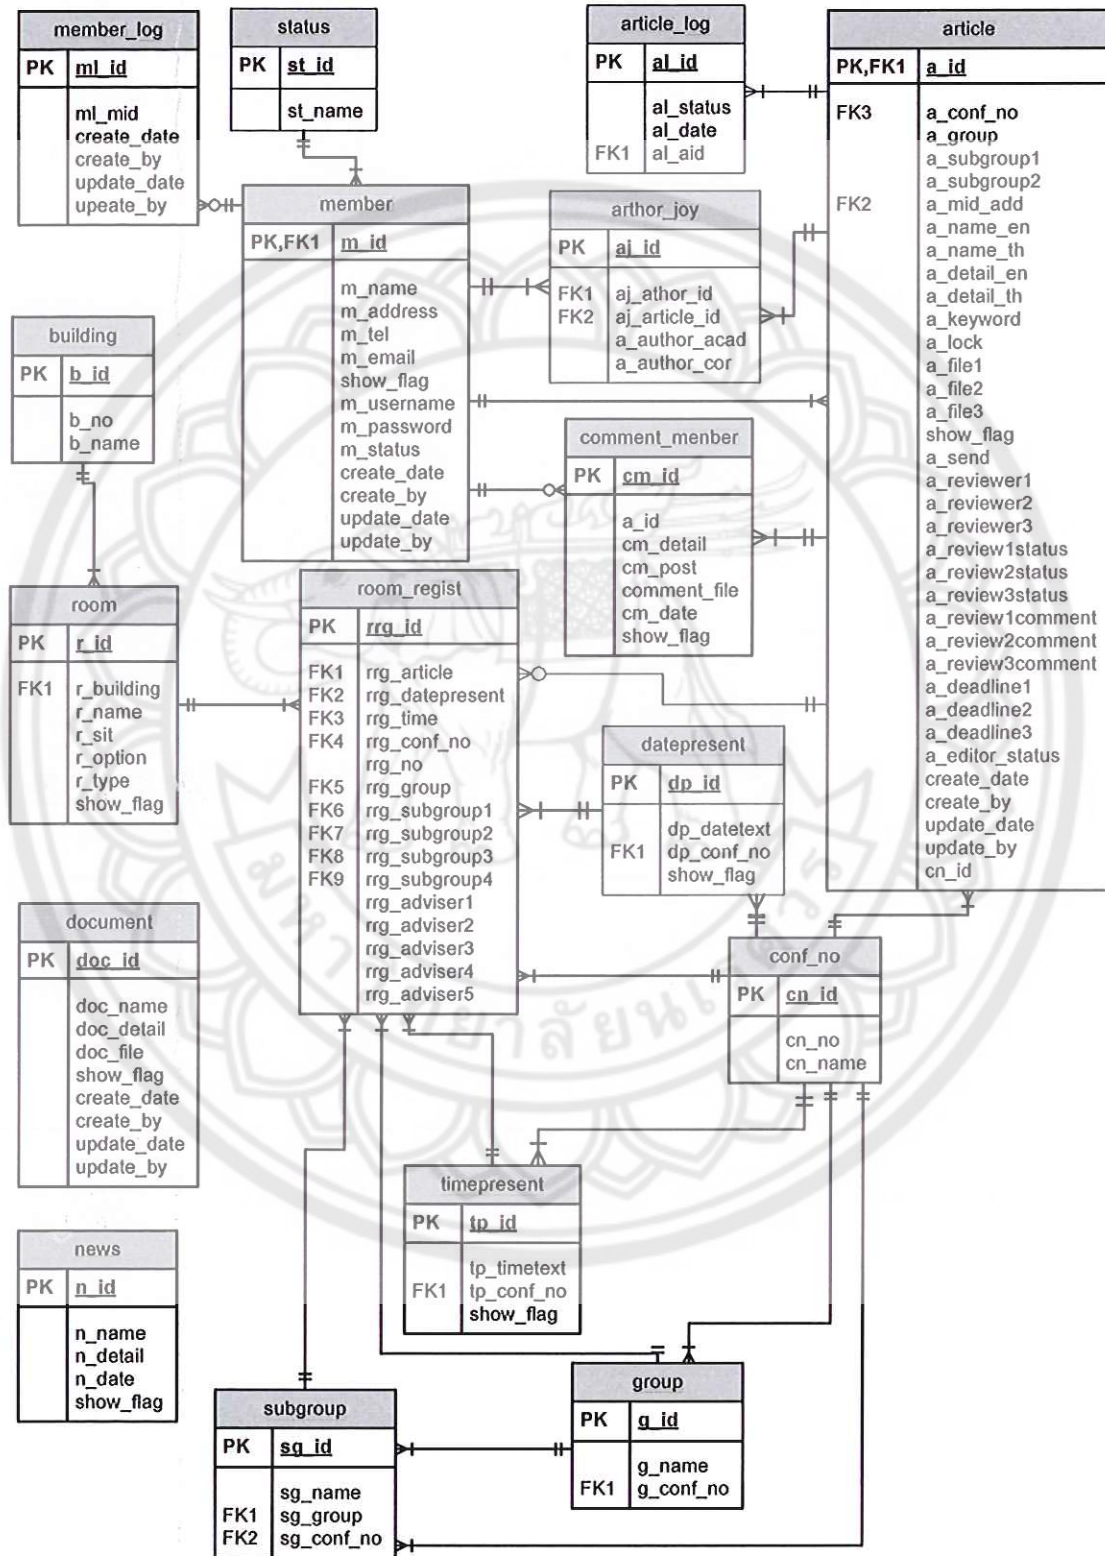 member_log
PK ml_id
ml_mid
create_date
create_by
update_date
upeate_by
status
PK st_id
st_name
article_log
PK al_id
al_status
al_date
FK1 al_aid
article
PK,FK1 a_id
FK3 a_conf_no
a_group
a_subgroup1
a_subgroup2
FK2 a_mid_add
a_name_en
a_name_th
a_detail_en
a_detail_th
a_keyword
a_lock
a_file1
a_file2
a_file3
show_flag
a_send
a_reviewer1
a_reviewer2
a_reviewer3
a_review1status
a_review2status
a_review3status
a_review1comment
a_review2comment
a_review3comment
a_deadline1
a_deadline2
a_deadline3
a_editor_status
create_date
create_by
update_date
update_by
cn_id
member
PK,FK1 m_id
m_name
m_address
m_tel
m_email
show_flag
m_username
m_password
m_status
create_date
create_by
update_date
update_by
arthor_joy
PK aj_id
FK1 aj_athor_id
FK2 aj_article_id
a_author_acad
a_author_cor
building
PK b_id
b_no
b_name
comment_menber
PK cm_id
a_id
cm_detail
cm_post
comment_file
cm_date
show_flag
room
PK r_id
FK1 r_building
r_name
r_sit
r_option
r_type
show_flag
room_regist
PK rrg_id
FK1 rrg_article
FK2 rrg_datepresent
FK3 rrg_time
FK4 rrg_conf_no
rrg_no
FK5 rrg_group
FK6 rrg_subgroup1
FK7 rrg_subgroup2
FK8 rrg_subgroup3
FK9 rrg_subgroup4
rrg_adviser1
rrg_adviser2
rrg_adviser3
rrg_adviser4
rrg_adviser5
datepresent
PK dp_id
dp_datetext
FK1 dp_conf_no
show_flag
document
PK doc_id
doc_name
doc_detail
doc_file
show_flag
create_date
create_by
update_date
update_by
conf_no
PK cn_id
cn_no
cn_name
timepresent
PK tp_id
tp_timetext
FK1 tp_conf_no
show_flag
news
PK n_id
n_name
n_detail
n_date
show_flag
group
PK g_id
g_name
FK1 g_conf_no
subgroup
PK sg_id
sg_name
FK1 sg_group
FK2 sg_conf_no